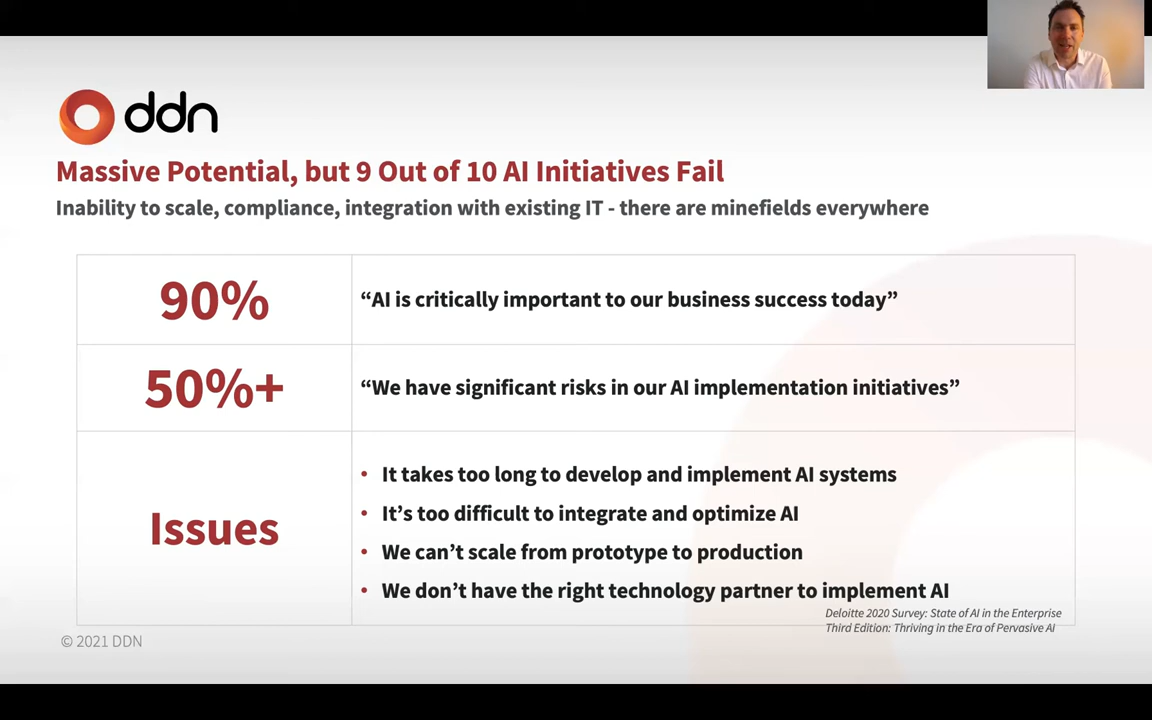 ddn
Massive Potential, but 9 Out of 10 AI Initiatives Fail
Inability to scale, compliance, integration with existing IT - there are minefields everywhere
90%
“AI is critically important to our business success today”
50%+
“We have significant risks in our AI implementation initiatives”
Issues
• It takes too long to develop and implement AI systems
• It’s too difficult to integrate and optimize AI
• We can’t scale from prototype to production
• We don’t have the right technology partner to implement AI
Deloitte 2020 Survey: State of AI in the Enterprise
Third Edition: Thriving in the Era of Pervasive AI
© 2021 DDN